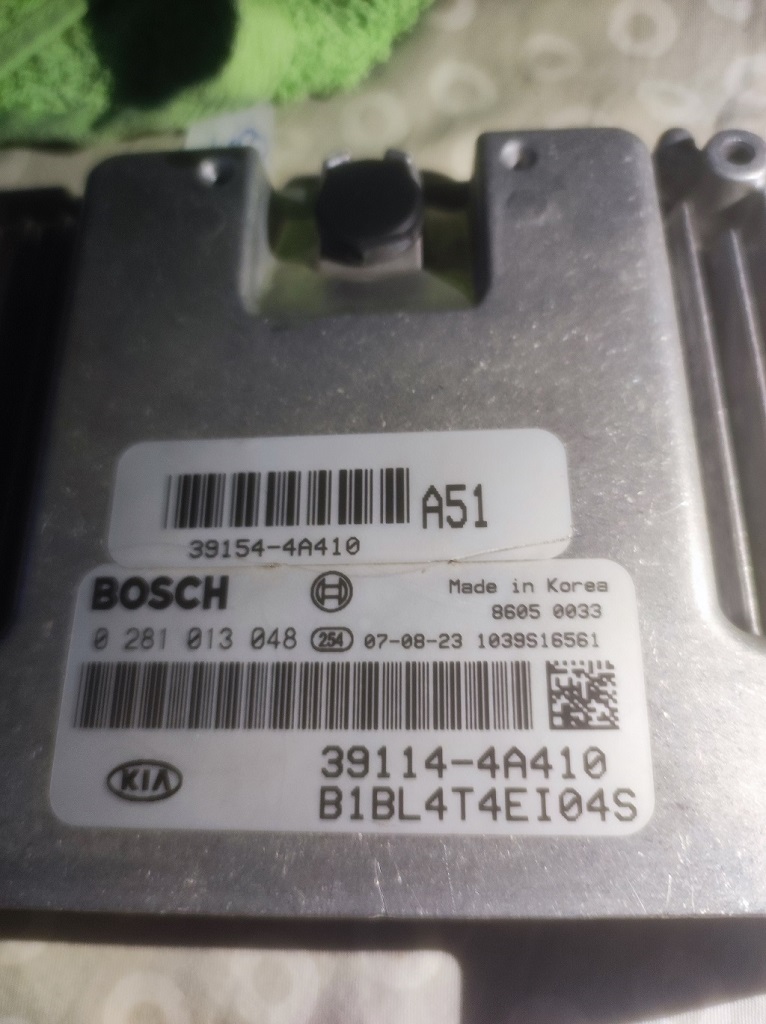 A51
39154-4A410
BOSCH
Made in Korea
8605 0033
0 281 013 048 254 07-08-23 1039S16561
KIA
39114-4A410
B1BL4T4EI04S